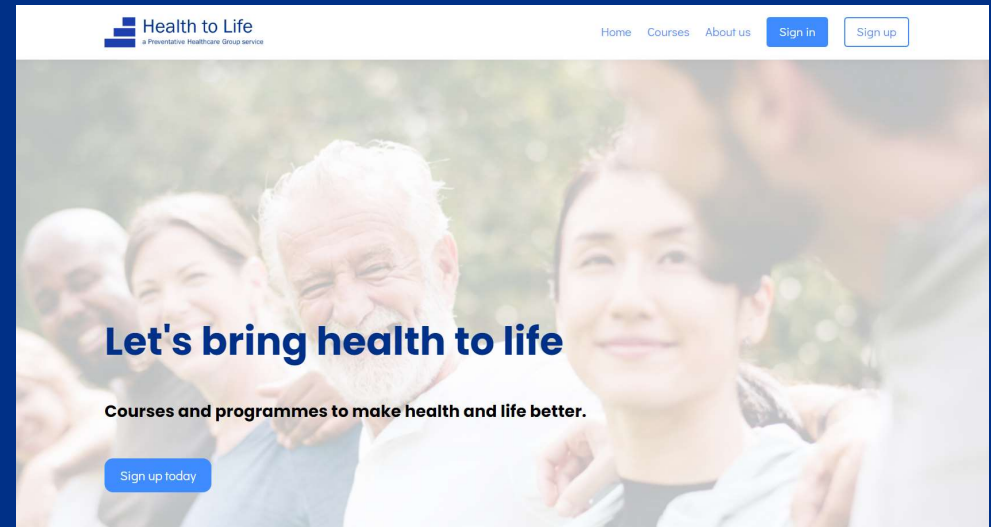 Health to Life
a Preventative Healthcare Group service
Home Courses About us Sign in Sign up
Let's bring health to life
Courses and programmes to make health and life better.
Sign up today